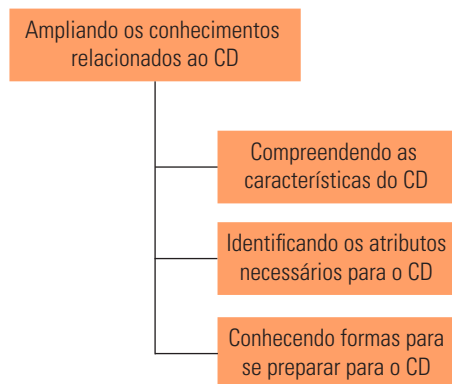 Ampliando os conhecimentos
relacionados ao CD
Compreendendo as
características do CD
Identificando os atributos
necessários para o CD
Conhecendo formas para
se preparar para o CD